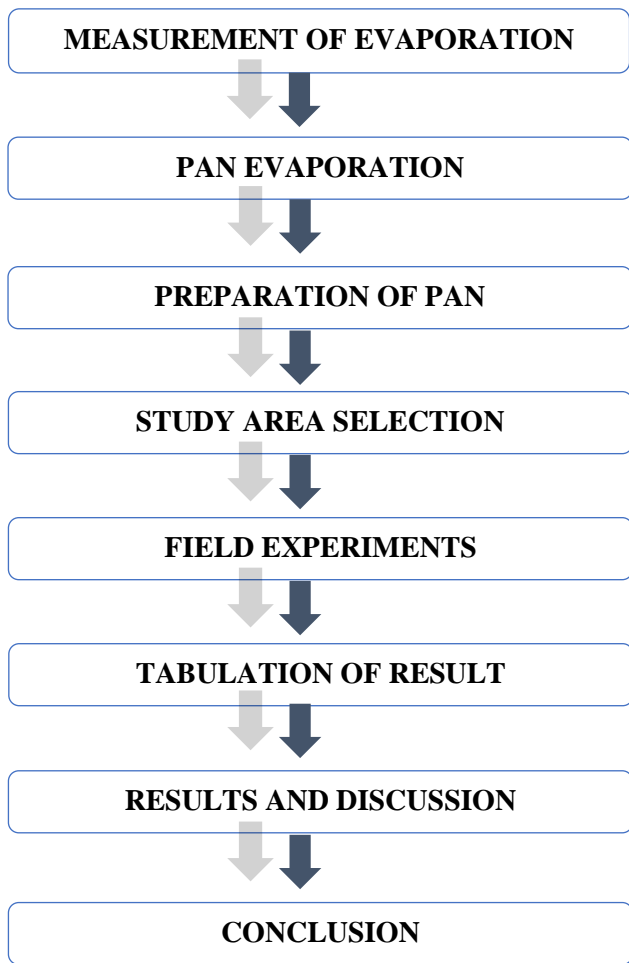 MEASUREMENT OF EVAPORATION
PAN EVAPORATION
PREPARATION OF PAN
STUDY AREA SELECTION
FIELD EXPERIMENTS
TABULATION OF RESULT
RESULTS AND DISCUSSION
CONCLUSION